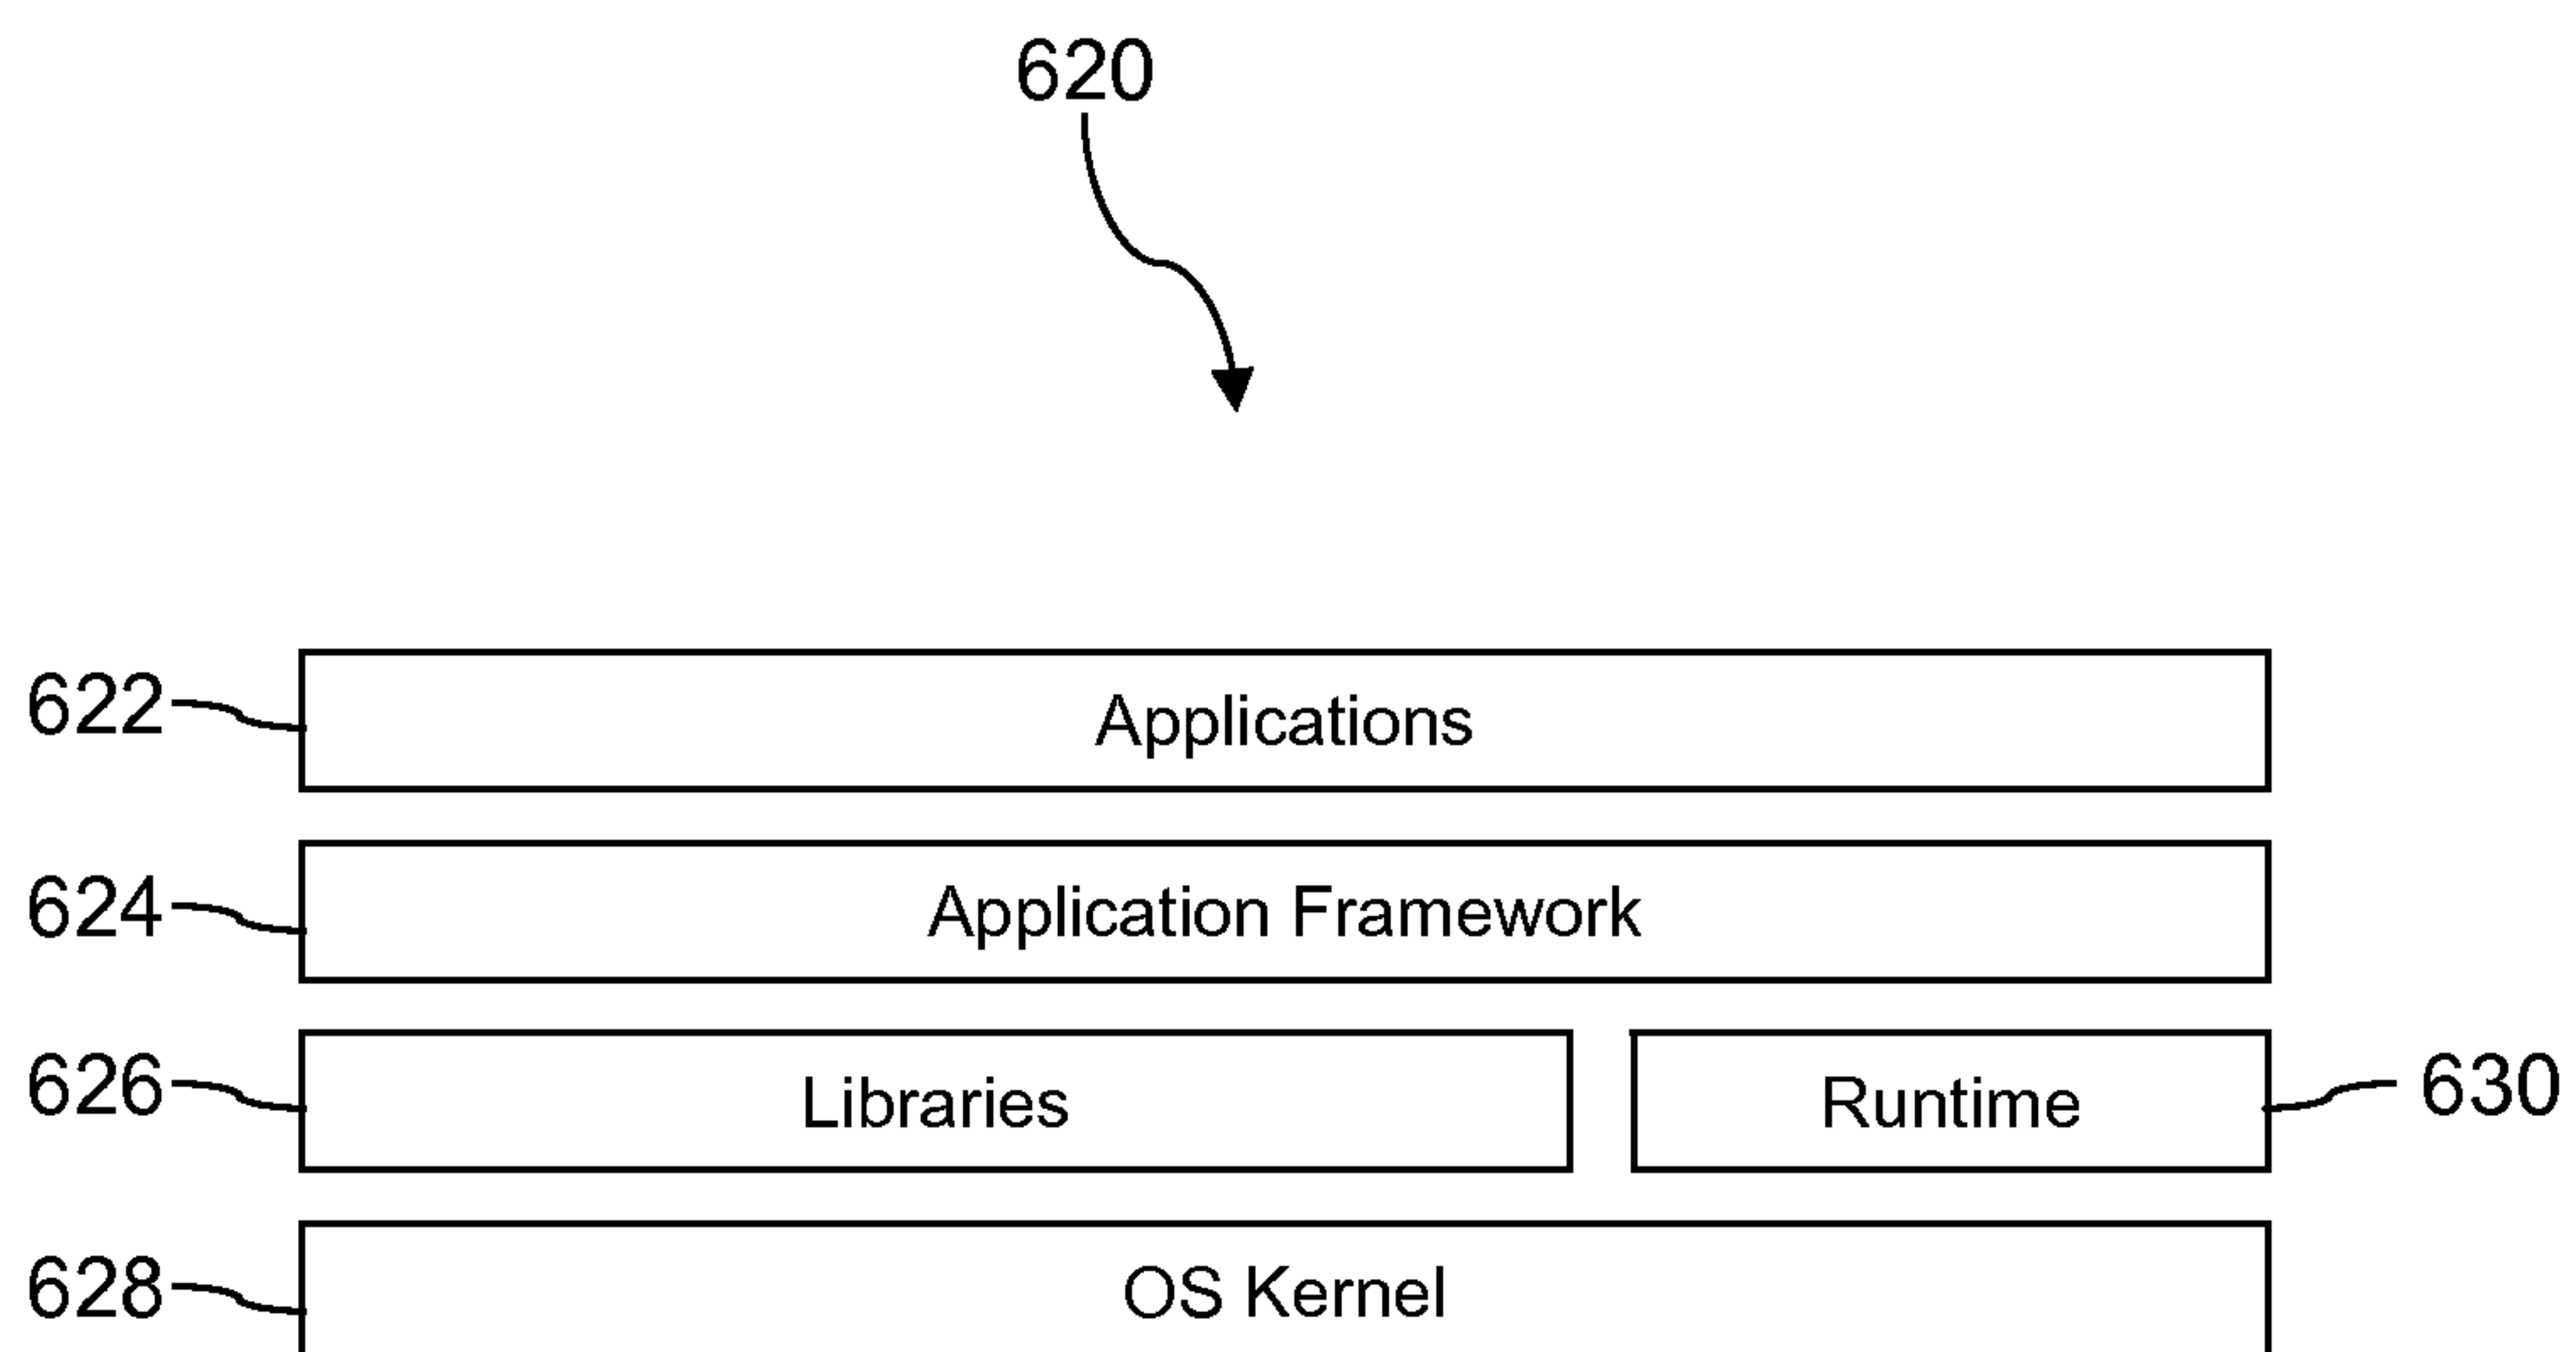 620
622 Applications
624 Application Framework
626 Libraries Runtime 630
628 OS Kernel